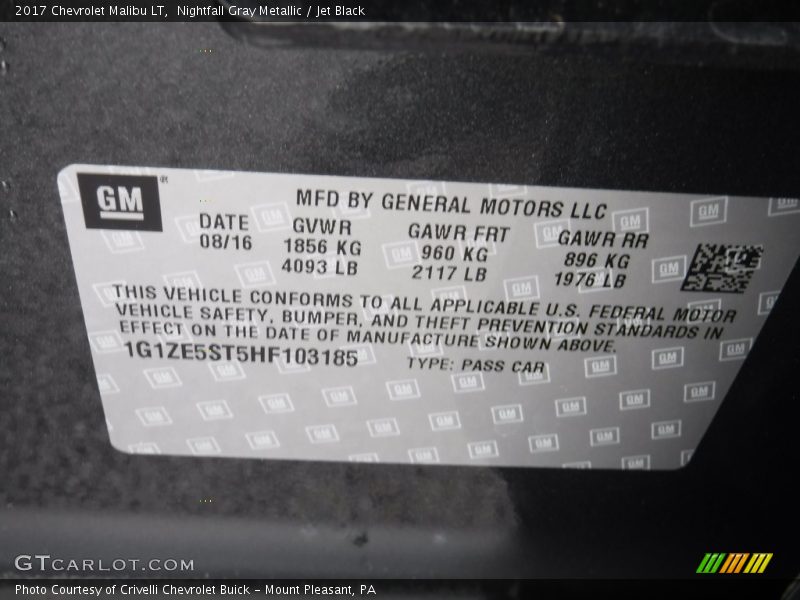 2017 Chevrolet Malibu LT,  Nightfall Gray Metallic / Jet Black
GM
MFD BY GENERAL MOTORS LLC
DATE GVWR GAWR FRT GAWR RR
08/16 1856 KG 960 KG 896 KG
4093 LB 2117 LB 1976 LB
THIS VEHICLE CONFORMS TO ALL APPLICABLE U.S. FEDERAL MOTOR
VEHICLE SAFETY, BUMPER, AND THEFT PREVENTION STANDARDS IN
EFFECT ON THE DATE OF MANUFACTURE SHOWN ABOVE.
1G1ZE5ST5HF103185 TYPE: PASS CAR
GTCARLOT.COM
Photo Courtesy of Crivelli Chevrolet Buick - Mount Pleasant, PA